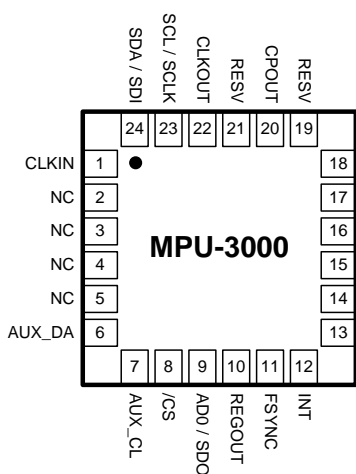 SDA / SDI
SCL / SCLK
CLKOUT
RESV
CPOUT
RESV
24 23 22 21 20 19
CLKIN 1 18
NC 2 17
NC 3 MPU-3000 16
NC 4 15
NC 5 14
AUX_DA 6 13
7 8 9 10 11 12
AUX_CL
/CS
AD0 / SDO
REGOUT
FSYNC
INT